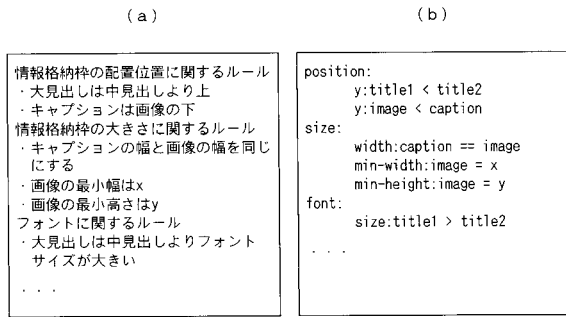 (a)
情報格納枠の配置位置に関するルール
・大見出しは中見出しより上
・キャプションは画像の下
情報格納枠の大きさに関するルール
・キャプションの幅と画像の幅を同じ
にする
・画像の最小幅はx
・画像の最小高さはy
フォントに関するルール
・大見出しは中見出しよりフォント
サイズが大きい
. . .
(b)
position:
y:title1 < title2
y:image < caption
size:
width:caption == image
min-width:image = x
min-height:image = y
font:
size:title1 > title2
. . .